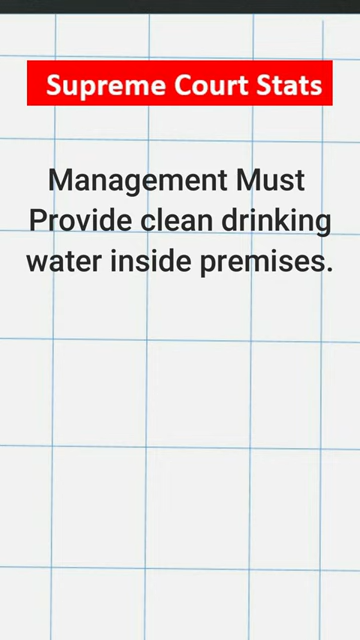 Supreme Court Stats
Management Must
Provide clean drinking
water inside premises.